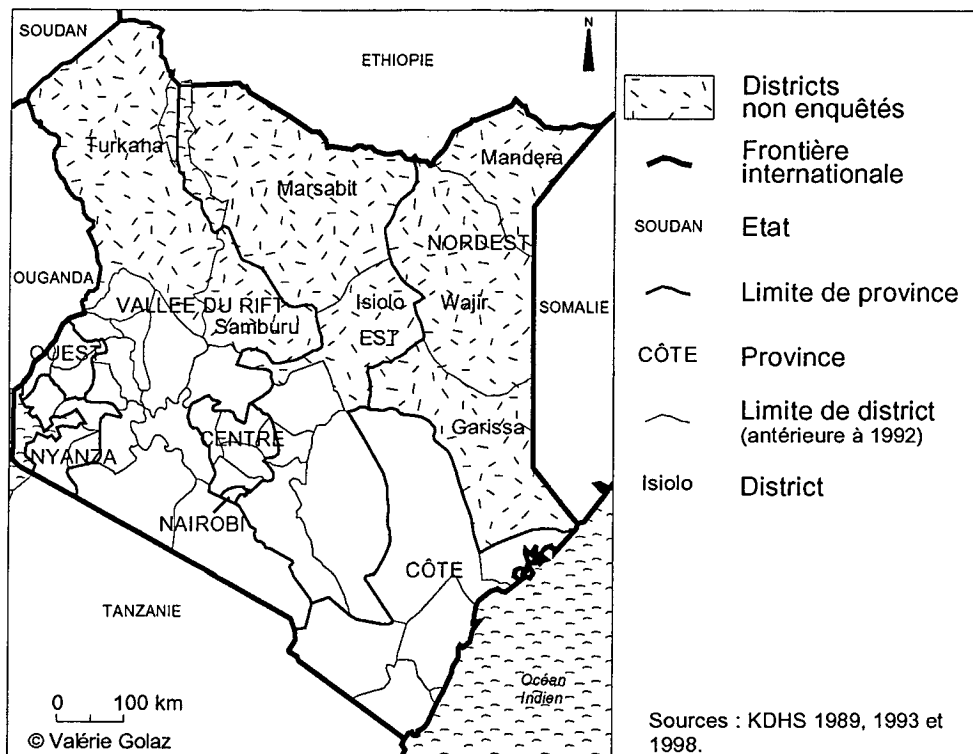 SOUDAN
ETHIOPIE
N
Turkana
Mandera
Marsabit
NORDEST
OUGANDA
VALLEE DU RIFT
Isiolo
Wajir
SOMALIE
Samburu
EST
OUEST
Garissa
CENTRE
NYANZA
NAIROBI
CÔTE
TANZANIE
Océan
Indien
0 100 km
© Valérie Golaz
Districts
non enquêtés
Frontière
internationale
SOUDAN Etat
Limite de province
CÔTE Province
Limite de district
(antérieure à 1992)
Isiolo District
Sources : KDHS 1989, 1993 et
1998.